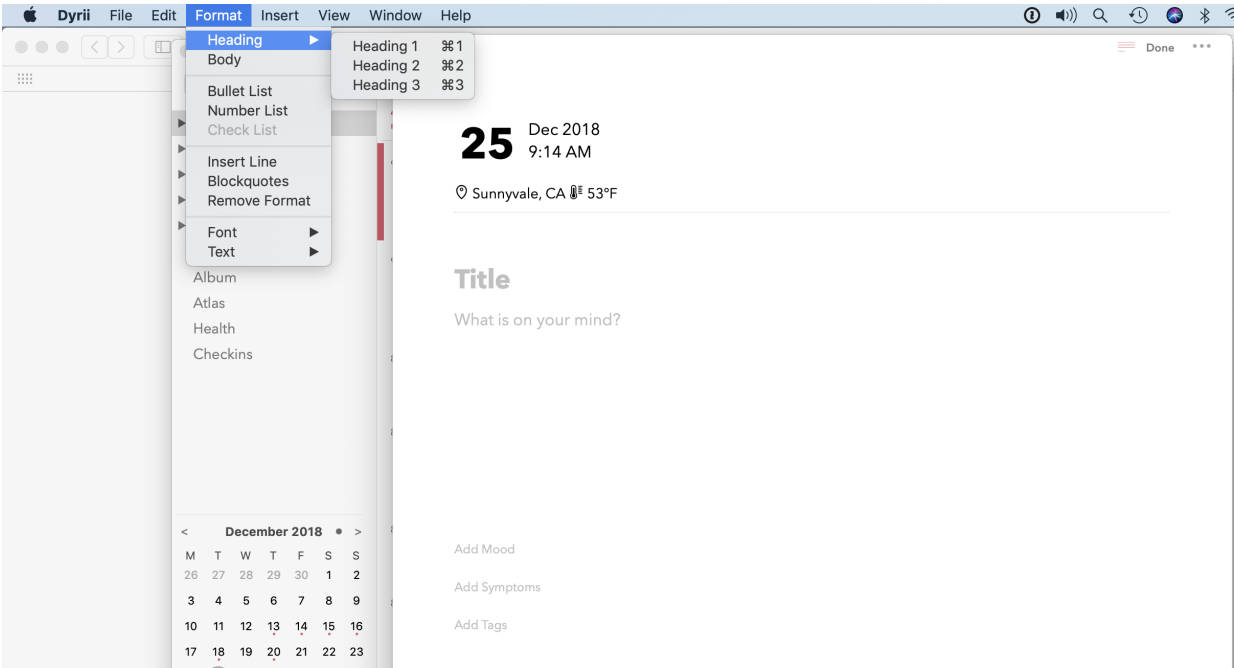 Dyrii File Edit Format Insert View Window Help
Heading ▶
Body
Bullet List
Number List
Check List
Insert Line
Blockquotes
Remove Format
Font ▶
Text ▶
Heading 1 ⌘1
Heading 2 ⌘2
Heading 3 ⌘3
Album
Atlas
Health
Checkins
< December 2018 • >
M T W T F S S
26 27 28 29 30 1 2
3 4 5 6 7 8 9
10 11 12 13 14 15 16
17 18 19 20 21 22 23
Done •••
25 Dec 2018
9:14 AM
Sunnyvale, CA 53°F
Title
What is on your mind?
Add Mood
Add Symptoms
Add Tags